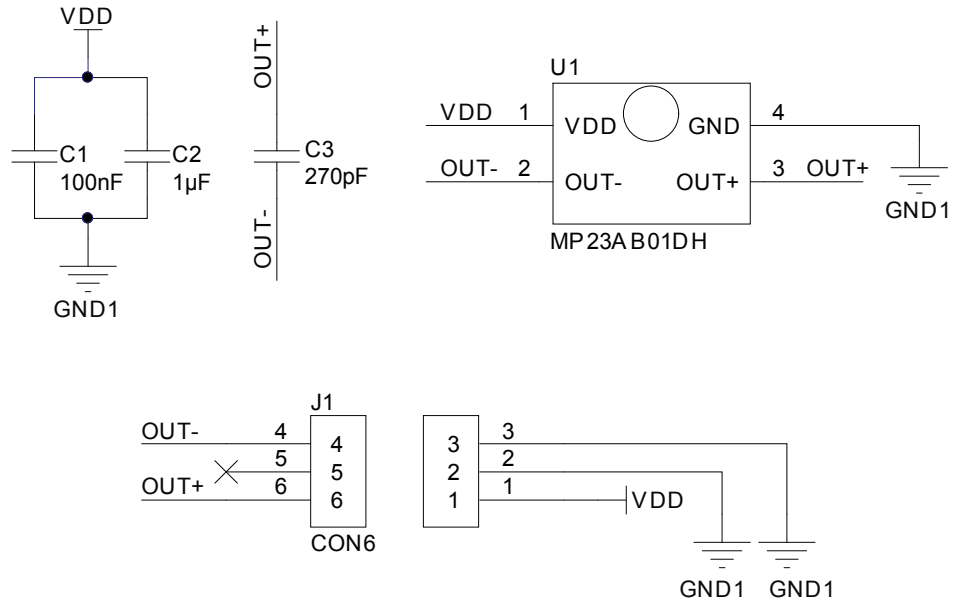 VDD
C1
100nF
C2
1µF
GND1
OUT+
C3
270pF
OUT-
U1
VDD 1
VDD
GND
4
OUT- 2
OUT-
OUT+
3 OUT+
GND1
MP23AB01DH
J1
OUT- 4
4
5
5
OUT+ 6
6
CON6
3
3
2
2
1
1
VDD
GND1 GND1